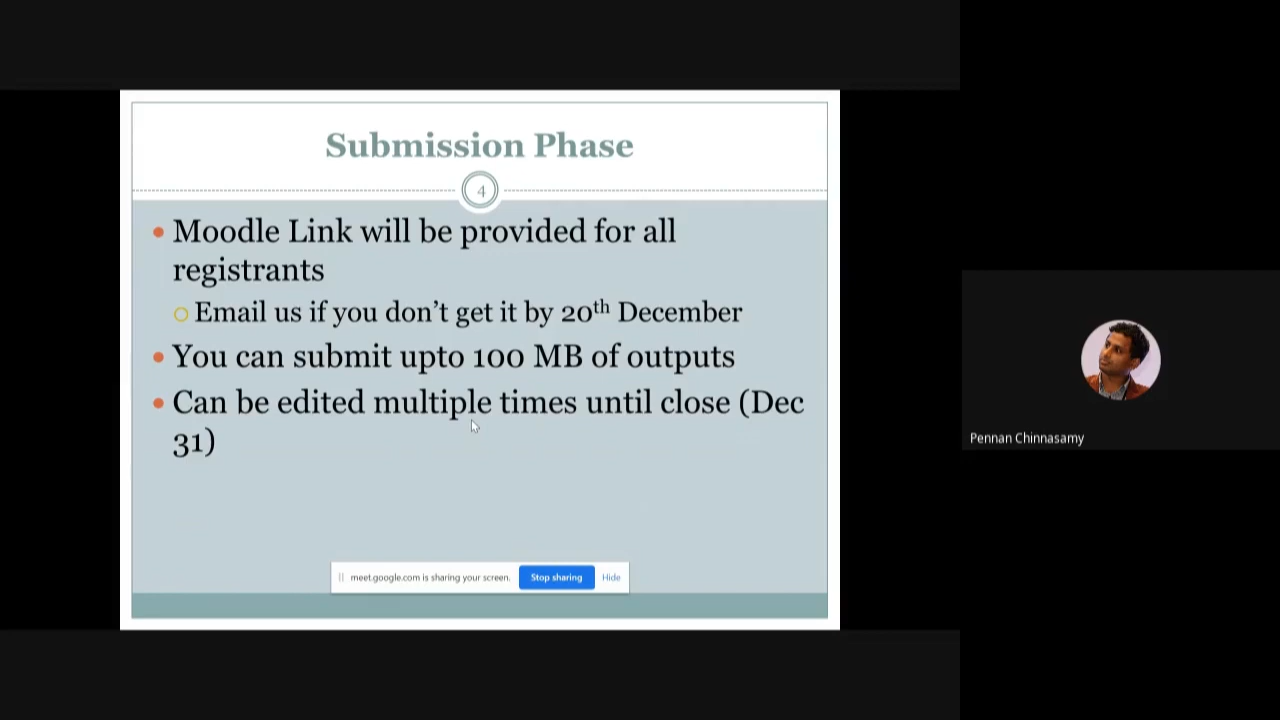 Submission Phase
4
• Moodle Link will be provided for all
registrants
○ Email us if you don’t get it by 20th December
• You can submit upto 100 MB of outputs
• Can be edited multiple times until close (Dec
31)
meet.google.com is sharing your screen. Stop sharing Hide
Pennan Chinnasamy